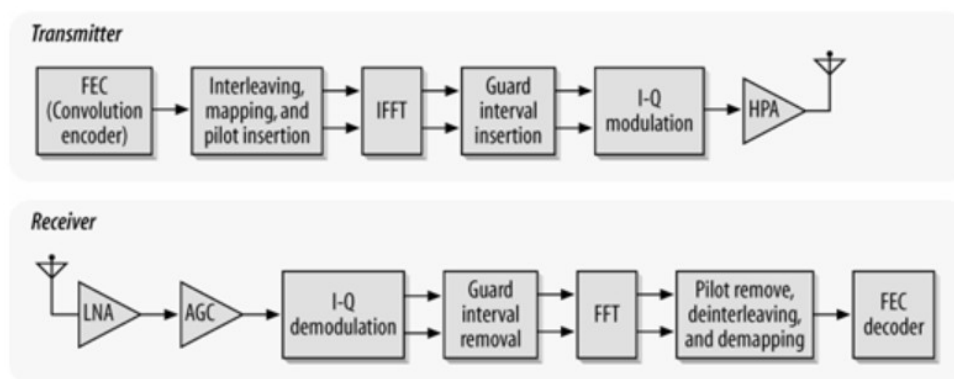 Transmitter
FEC
(Convolution
encoder)
Interleaving,
mapping, and
pilot insertion
IFFT
Guard
interval
insertion
I-Q
modulation
HPA
Receiver
LNA
AGC
I-Q
demodulation
Guard
interval
removal
FFT
Pilot remove,
deinterleaving,
and demapping
FEC
decoder